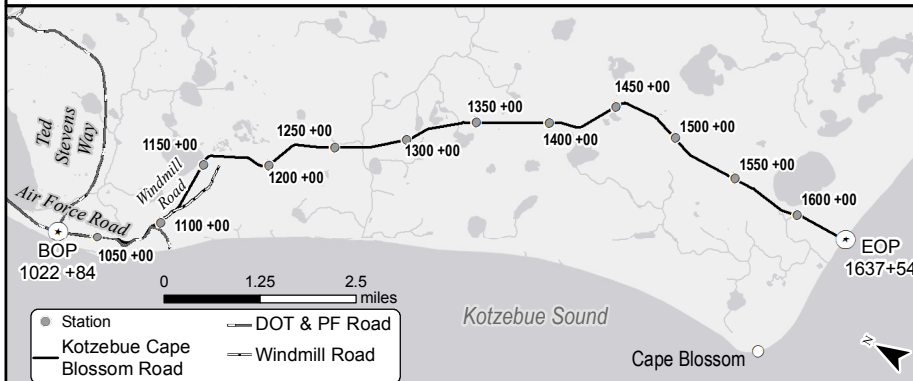 Ted
Stevens
Way
Air Force Road
Windmill
Road
BOP
1022 +84
1050 +00
1100 +00
1150 +00
1200 +00
1250 +00
1300 +00
1350 +00
1400 +00
1450 +00
1500 +00
1550 +00
1600 +00
EOP
1637+54
0
1.25
2.5
miles
Station
Kotzebue Cape
Blossom Road
DOT & PF Road
Windmill Road
Kotzebue Sound
Cape Blossom
N